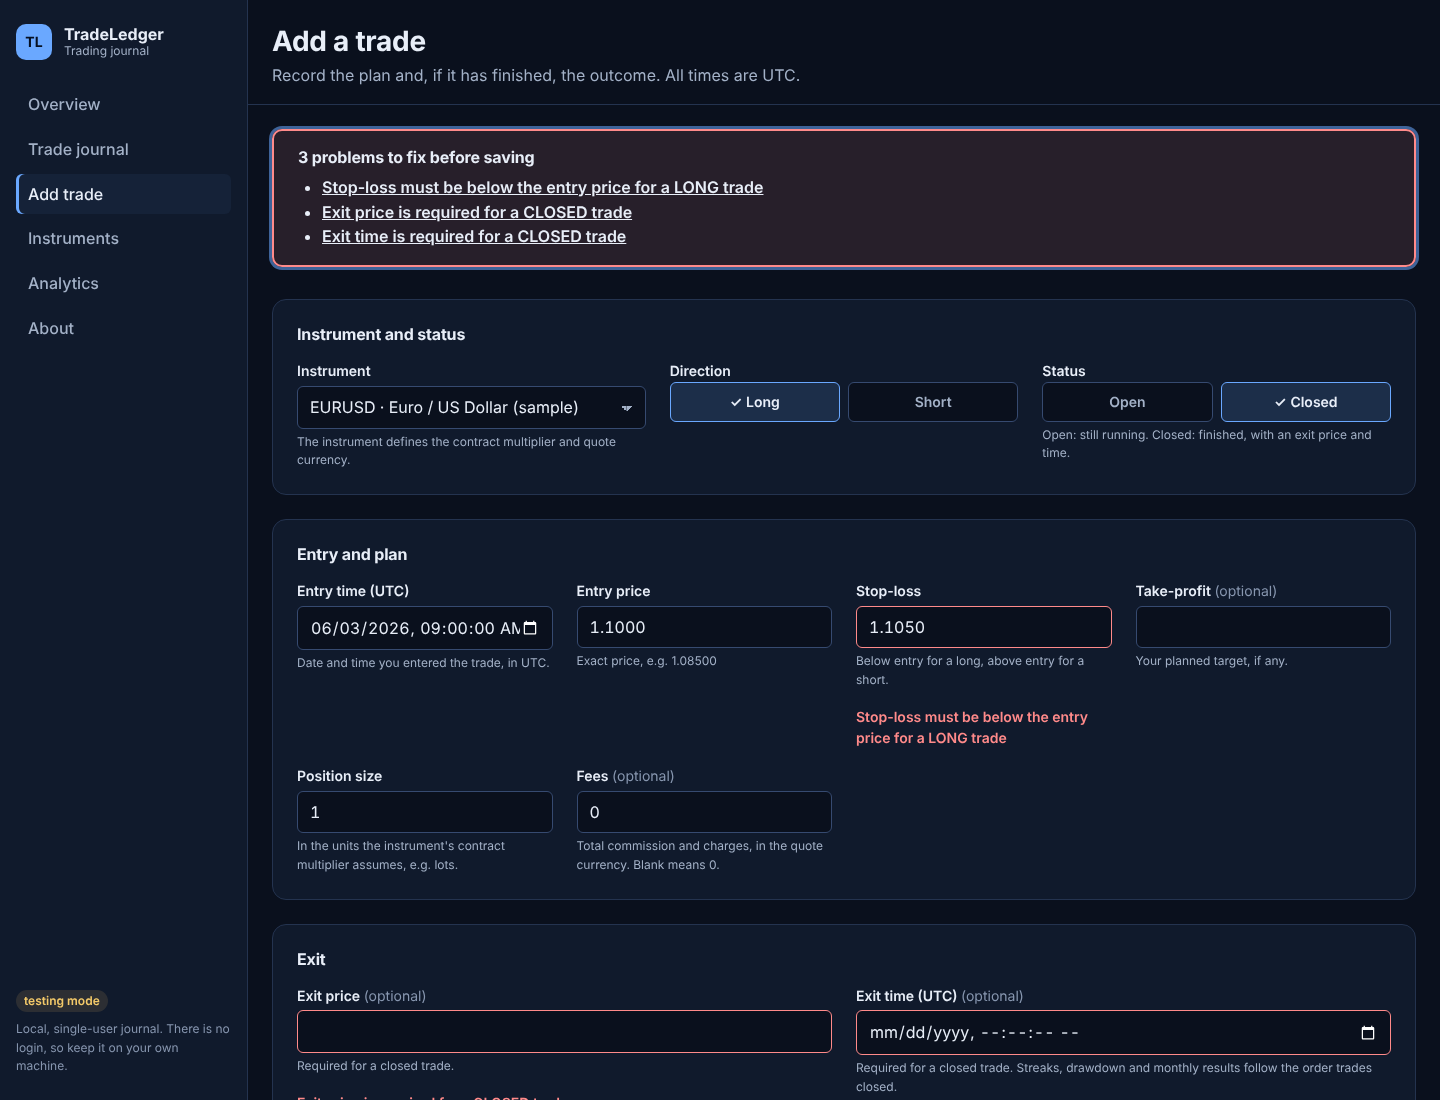 TL
TradeLedger
Trading journal
Overview
Trade journal
Add trade
Instruments
Analytics
About
testing mode
Local, single-user journal. There is no
login, so keep it on your own
machine.
Add a trade
Record the plan and, if it has finished, the outcome. All times are UTC.
3 problems to fix before saving
• Stop-loss must be below the entry price for a LONG trade
• Exit price is required for a CLOSED trade
• Exit time is required for a CLOSED trade
Instrument and status
Instrument
EURUSD · Euro / US Dollar (sample)
The instrument defines the contract multiplier and quote
currency.
Direction
✓ Long
Short
Status
Open
✓ Closed
Open: still running. Closed: finished, with an exit price and
time.
Entry and plan
Entry time (UTC)
06/03/2026, 09:00:00 AM
Date and time you entered the trade, in UTC.
Entry price
1.1000
Exact price, e.g. 1.08500
Stop-loss
1.1050
Below entry for a long, above entry for a
short.
Stop-loss must be below the entry
price for a LONG trade
Take-profit (optional)
Your planned target, if any.
Position size
1
In the units the instrument's contract
multiplier assumes, e.g. lots.
Fees (optional)
0
Total commission and charges, in the quote
currency. Blank means 0.
Exit
Exit price (optional)
Required for a closed trade.
Exit time (UTC) (optional)
mm/dd/yyyy, --:--:-- --
Required for a closed trade. Streaks, drawdown and monthly results follow the order trades
closed.